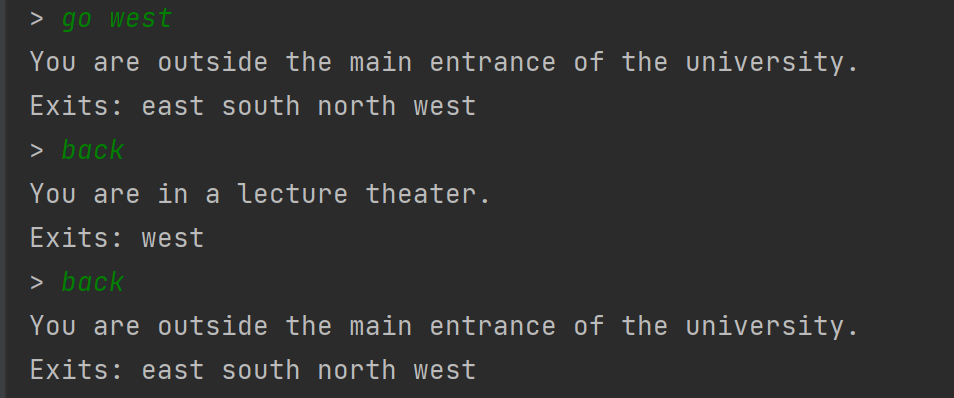 > go west
You are outside the main entrance of the university.
Exits: east south north west
> back
You are in a lecture theater.
Exits: west
> back
You are outside the main entrance of the university.
Exits: east south north west